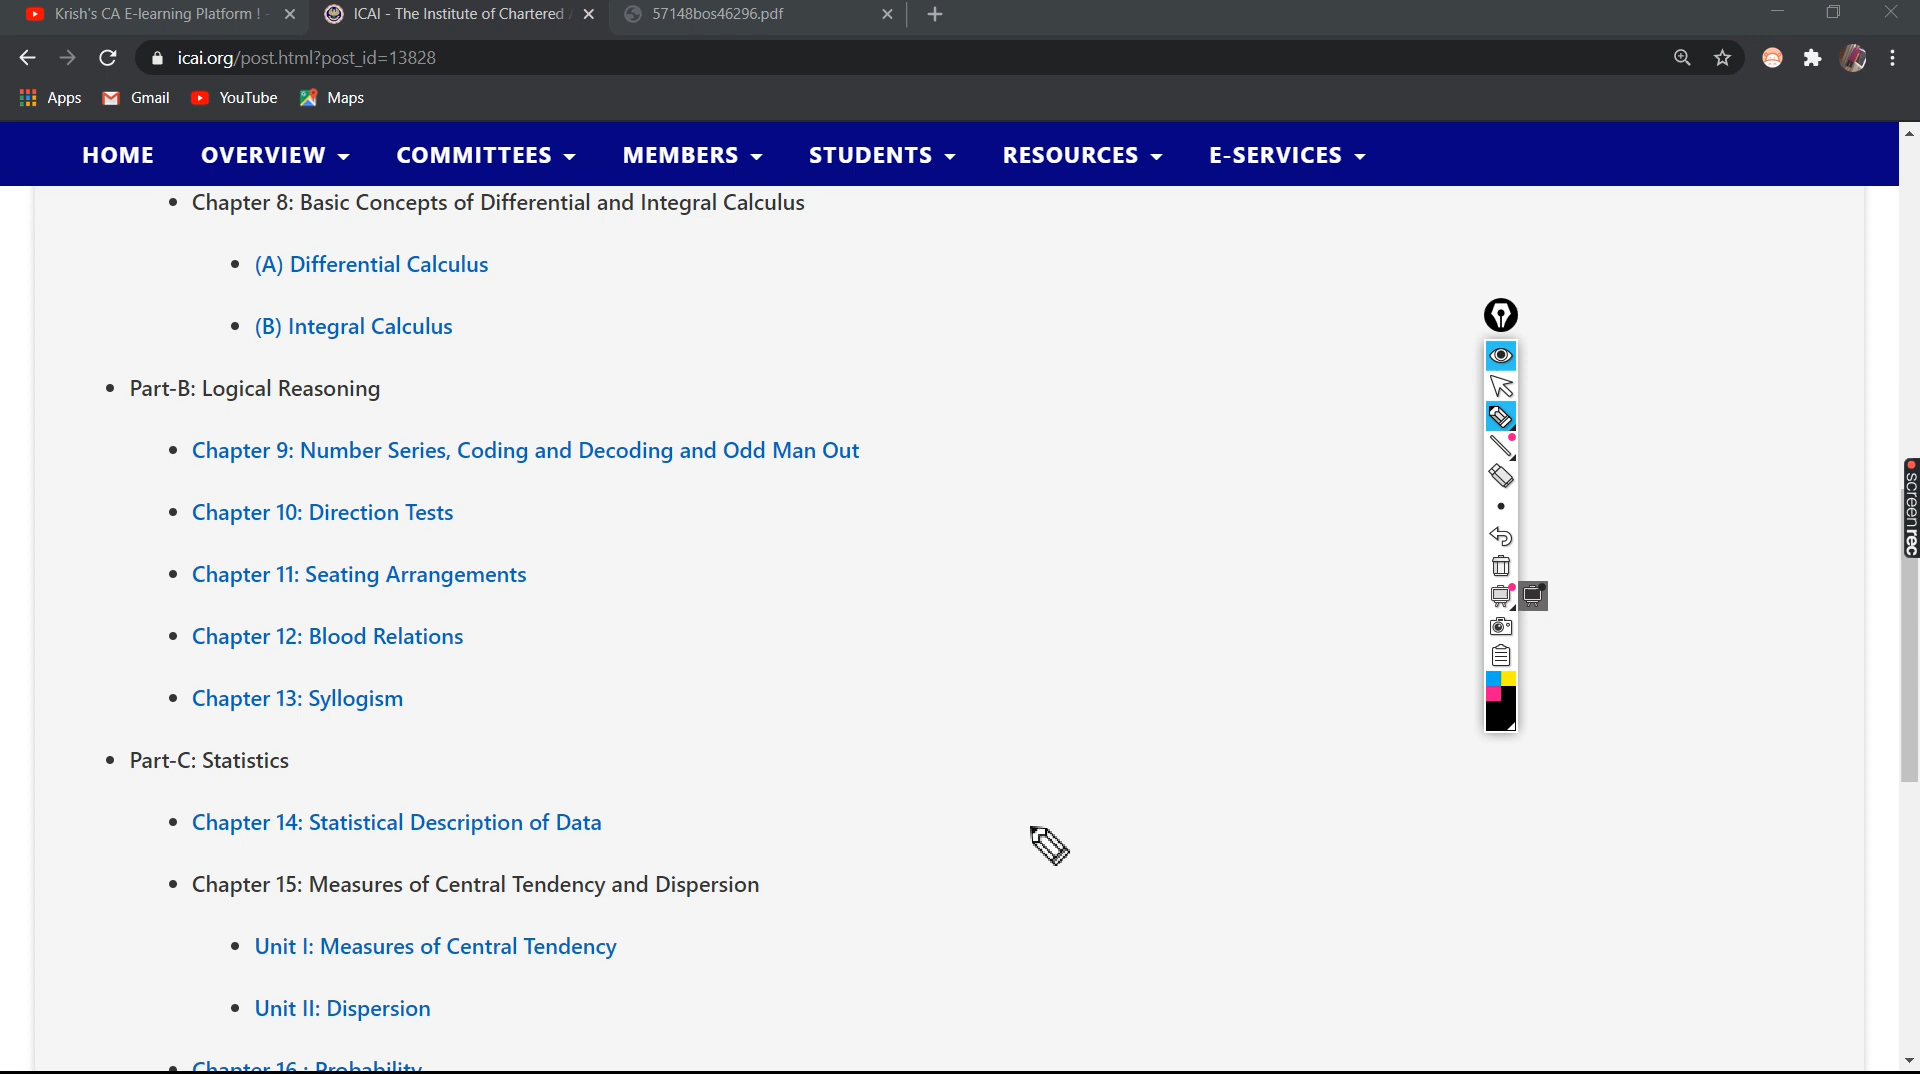 Krish's CA E-learning Platform ! -
ICAI - The Institute of Chartered A
57148bos46296.pdf
icai.org/post.html?post_id=13828
Apps
Gmail
YouTube
Maps
HOME
OVERVIEW
COMMITTEES
MEMBERS
STUDENTS
RESOURCES
E-SERVICES
Chapter 8: Basic Concepts of Differential and Integral Calculus
(A) Differential Calculus
(B) Integral Calculus
Part-B: Logical Reasoning
Chapter 9: Number Series, Coding and Decoding and Odd Man Out
Chapter 10: Direction Tests
Chapter 11: Seating Arrangements
Chapter 12: Blood Relations
Chapter 13: Syllogism
Part-C: Statistics
Chapter 14: Statistical Description of Data
Chapter 15: Measures of Central Tendency and Dispersion
Unit I: Measures of Central Tendency
Unit II: Dispersion
Chapter 16 : Probability
screenrec